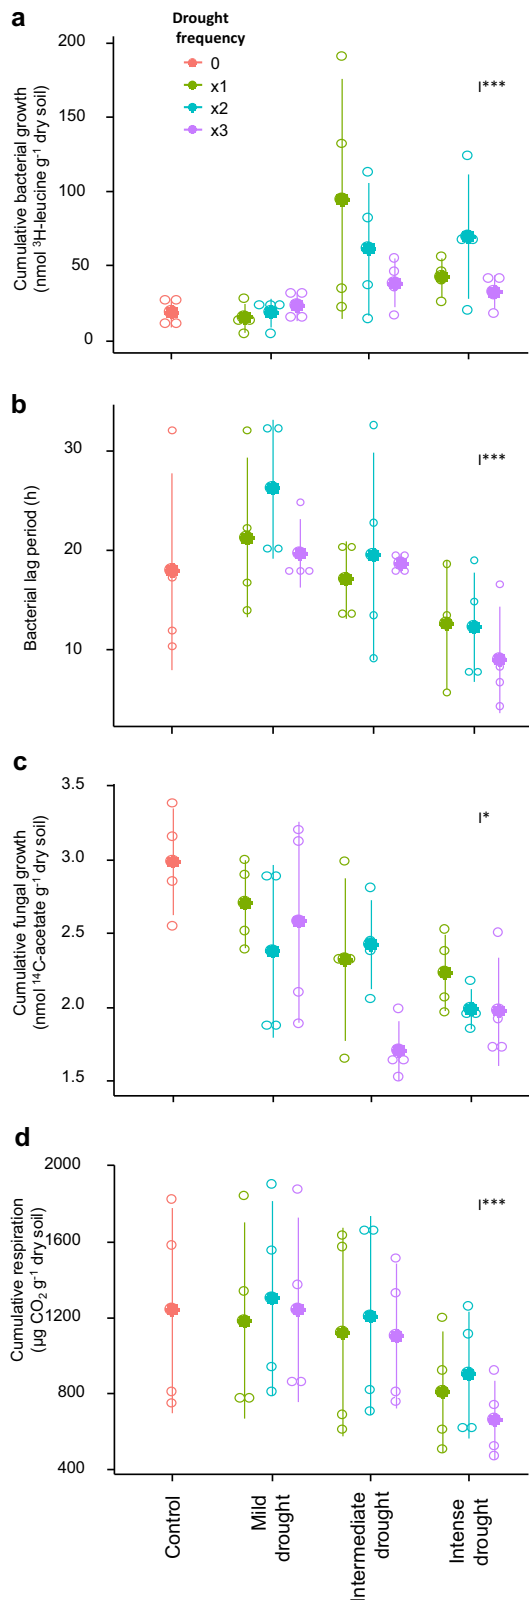 a
Drought
frequency
0
x1
x2
x3
I***
Cumulative bacterial growth
(nmol ³H-leucine g⁻¹ dry soil)
200
150
100
50
0
b
I***
Bacterial lag period (h)
30
20
10
c
I*
Cumulative fungal growth
(nmol ¹⁴C-acetate g⁻¹ dry soil)
3.5
3.0
2.5
2.0
1.5
d
I***
Cumulative respiration
(µg CO₂ g⁻¹ dry soil)
2000
1600
1200
800
400
Control
Mild
drought
Intermediate
drought
Intense
drought